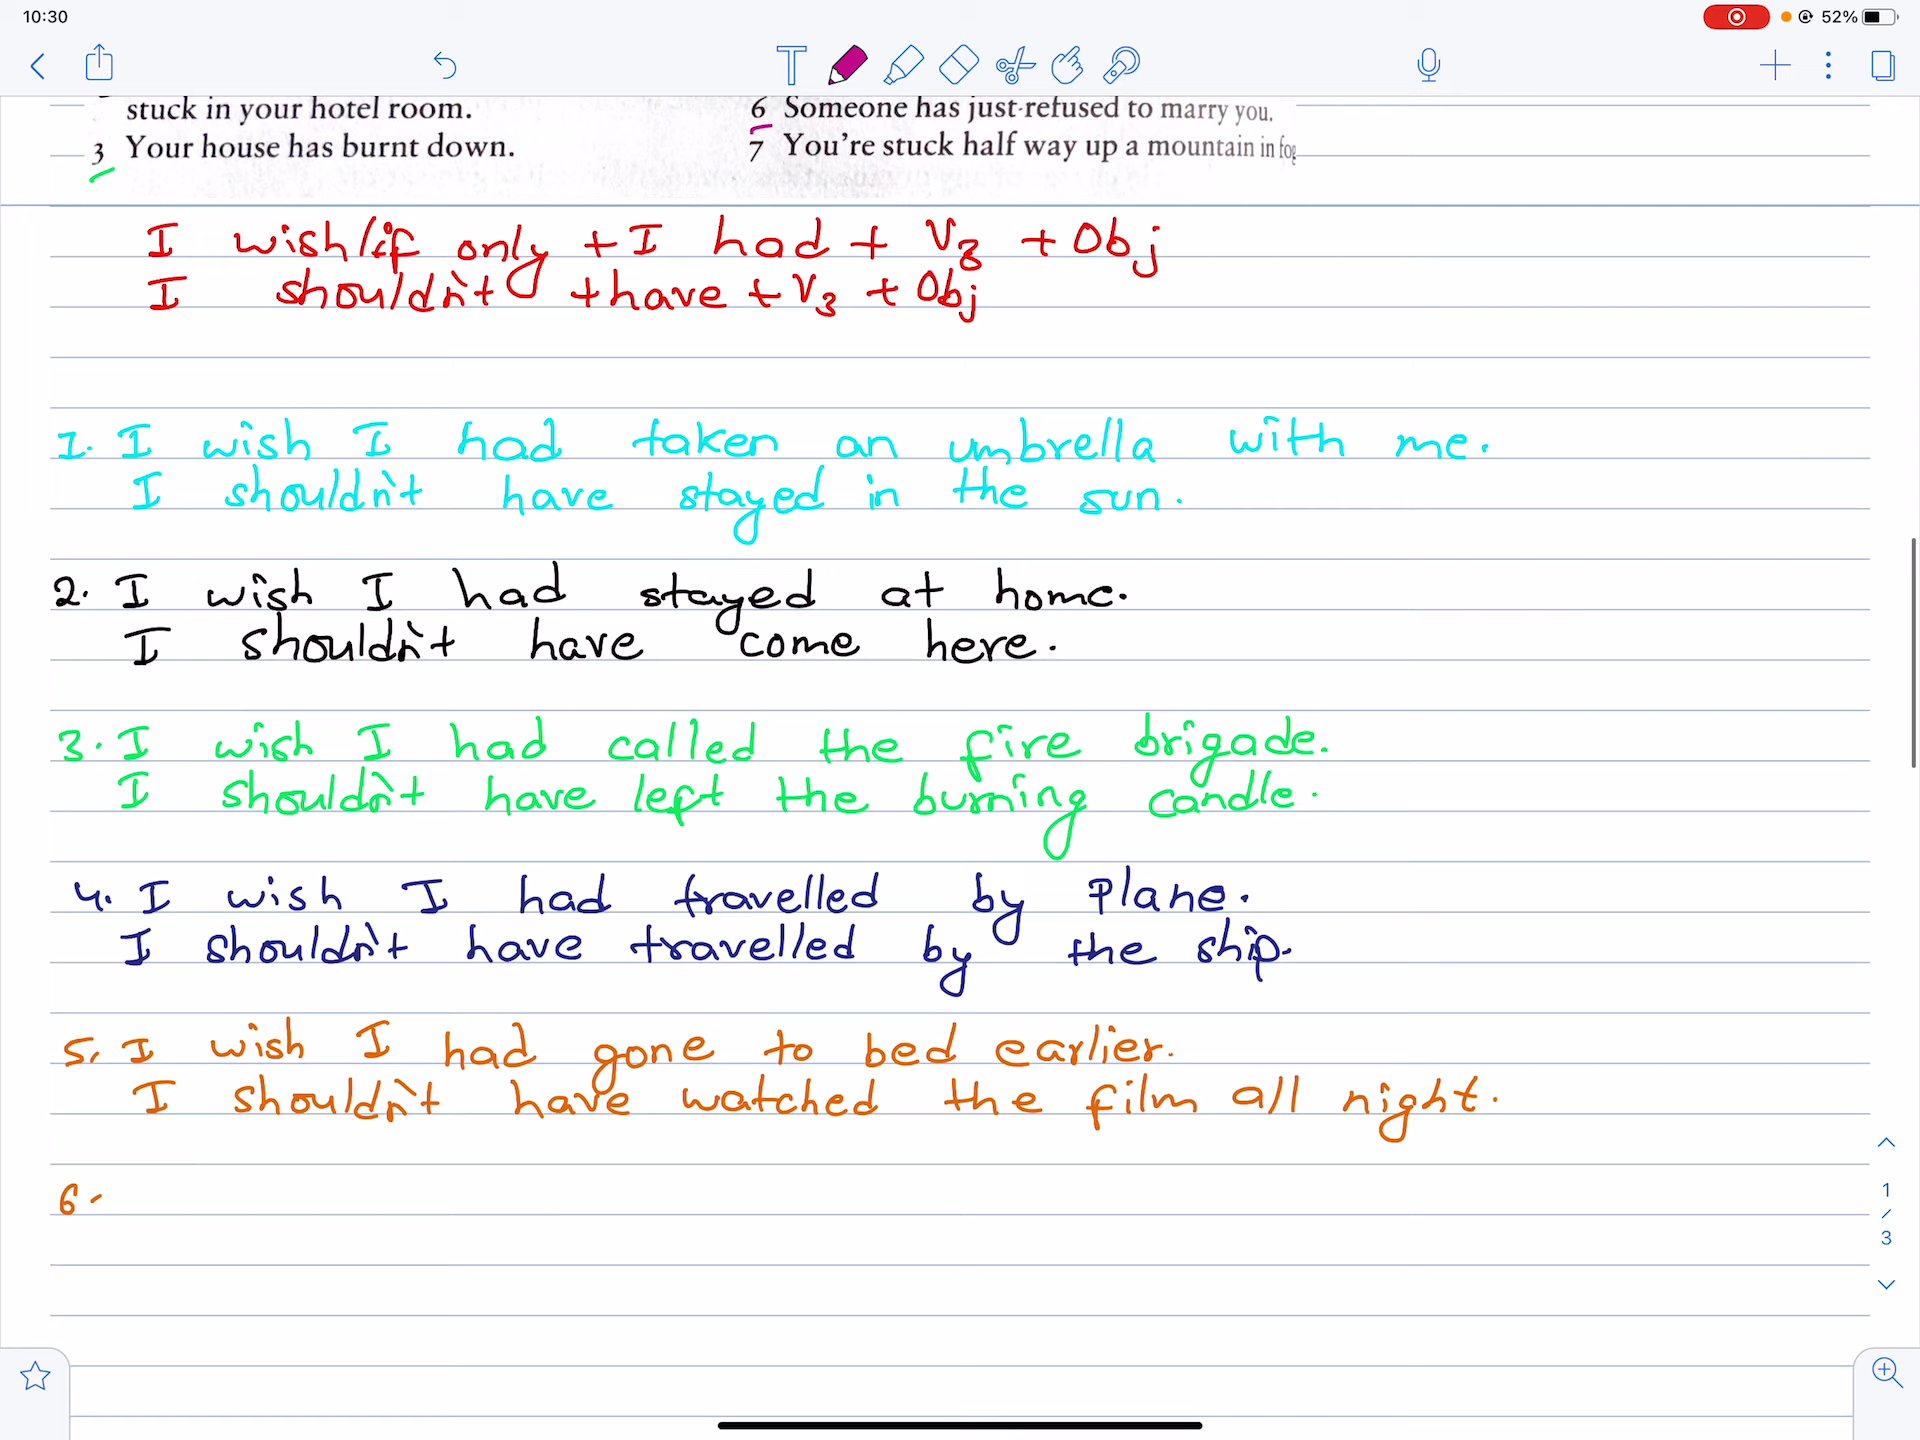 10:30
52%
stuck in your hotel room.
3 Your house has burnt down.
6 Someone has just refused to marry you.
7 You're stuck half way up a mountain in fog
I wish/if only + I had + V3 + Obj
I shouldn't + have + V3 + Obj
1. I wish I had taken an umbrella with me.
I shouldn't have stayed in the sun.
2. I wish I had stayed at home.
I shouldn't have come here.
3. I wish I had called the fire brigade.
I shouldn't have left the burning candle.
4. I wish I had travelled by Plane.
I shouldn't have travelled by the ship.
5. I wish I had gone to bed earlier.
I shouldn't have watched the film all night.
6.
1
/
3